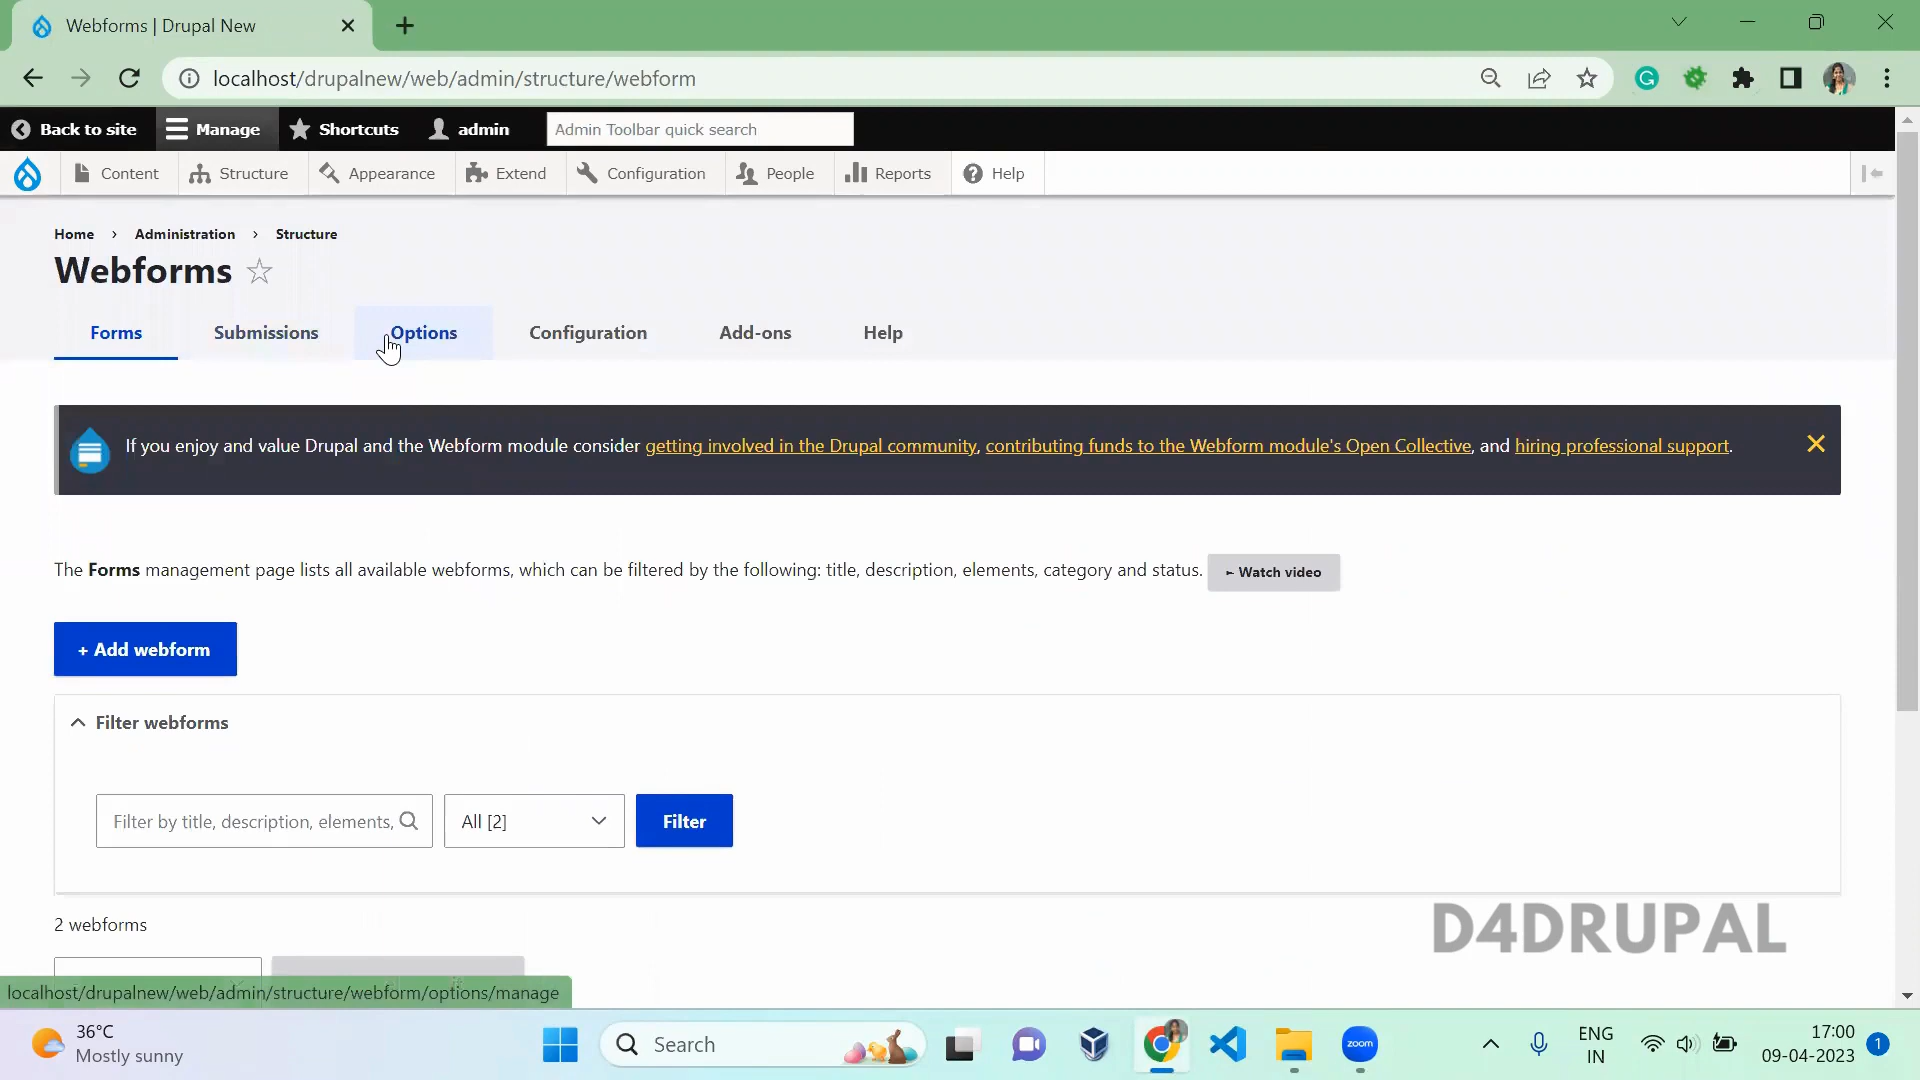 Webforms | Drupal New
localhost/drupalnew/web/admin/structure/webform
Back to site Manage Shortcuts admin Admin Toolbar quick search
Content Structure Appearance Extend Configuration People Reports Help
Home › Administration › Structure
Webforms
Forms Submissions Options Configuration Add-ons Help
If you enjoy and value Drupal and the Webform module consider getting involved in the Drupal community, contributing funds to the Webform module's Open Collective, and hiring professional support.
The Forms management page lists all available webforms, which can be filtered by the following: title, description, elements, category and status. ► Watch video
+ Add webform
Filter webforms
Filter by title, description, elements, All [2] Filter
2 webforms
D4DRUPAL
localhost/drupalnew/web/admin/structure/webform/options/manage
36°C
Mostly sunny
Search
zoom
ENG
IN
17:00
09-04-2023
1